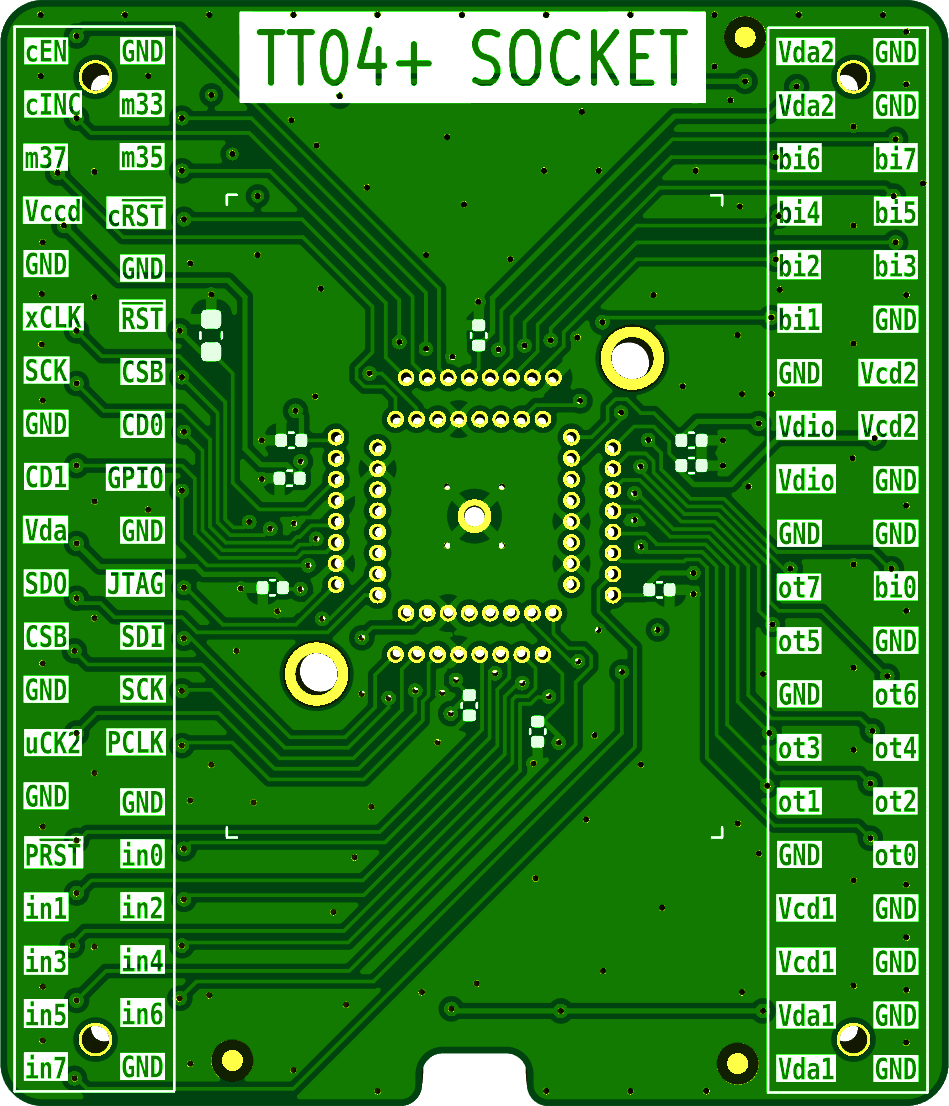 TT04+ SOCKET
cEN GND
cINC m33
m37 m35
Vccd cRST
GND GND
xCLK RST
SCK CSB
GND CD0
CD1 GPIO
Vda GND
SDO JTAG
CSB SDI
GND SCK
uCK2 PCLK
GND GND
PRST in0
in1 in2
in3 in4
in5 in6
in7 GND
Vda2 GND
Vda2 GND
bi6 bi7
bi4 bi5
bi2 bi3
bi1 GND
GND Vcd2
Vdio Vcd2
Vdio GND
GND GND
ot7 bi0
ot5 GND
GND ot6
ot3 ot4
ot1 ot2
GND ot0
Vcd1 GND
Vcd1 GND
Vda1 GND
Vda1 GND